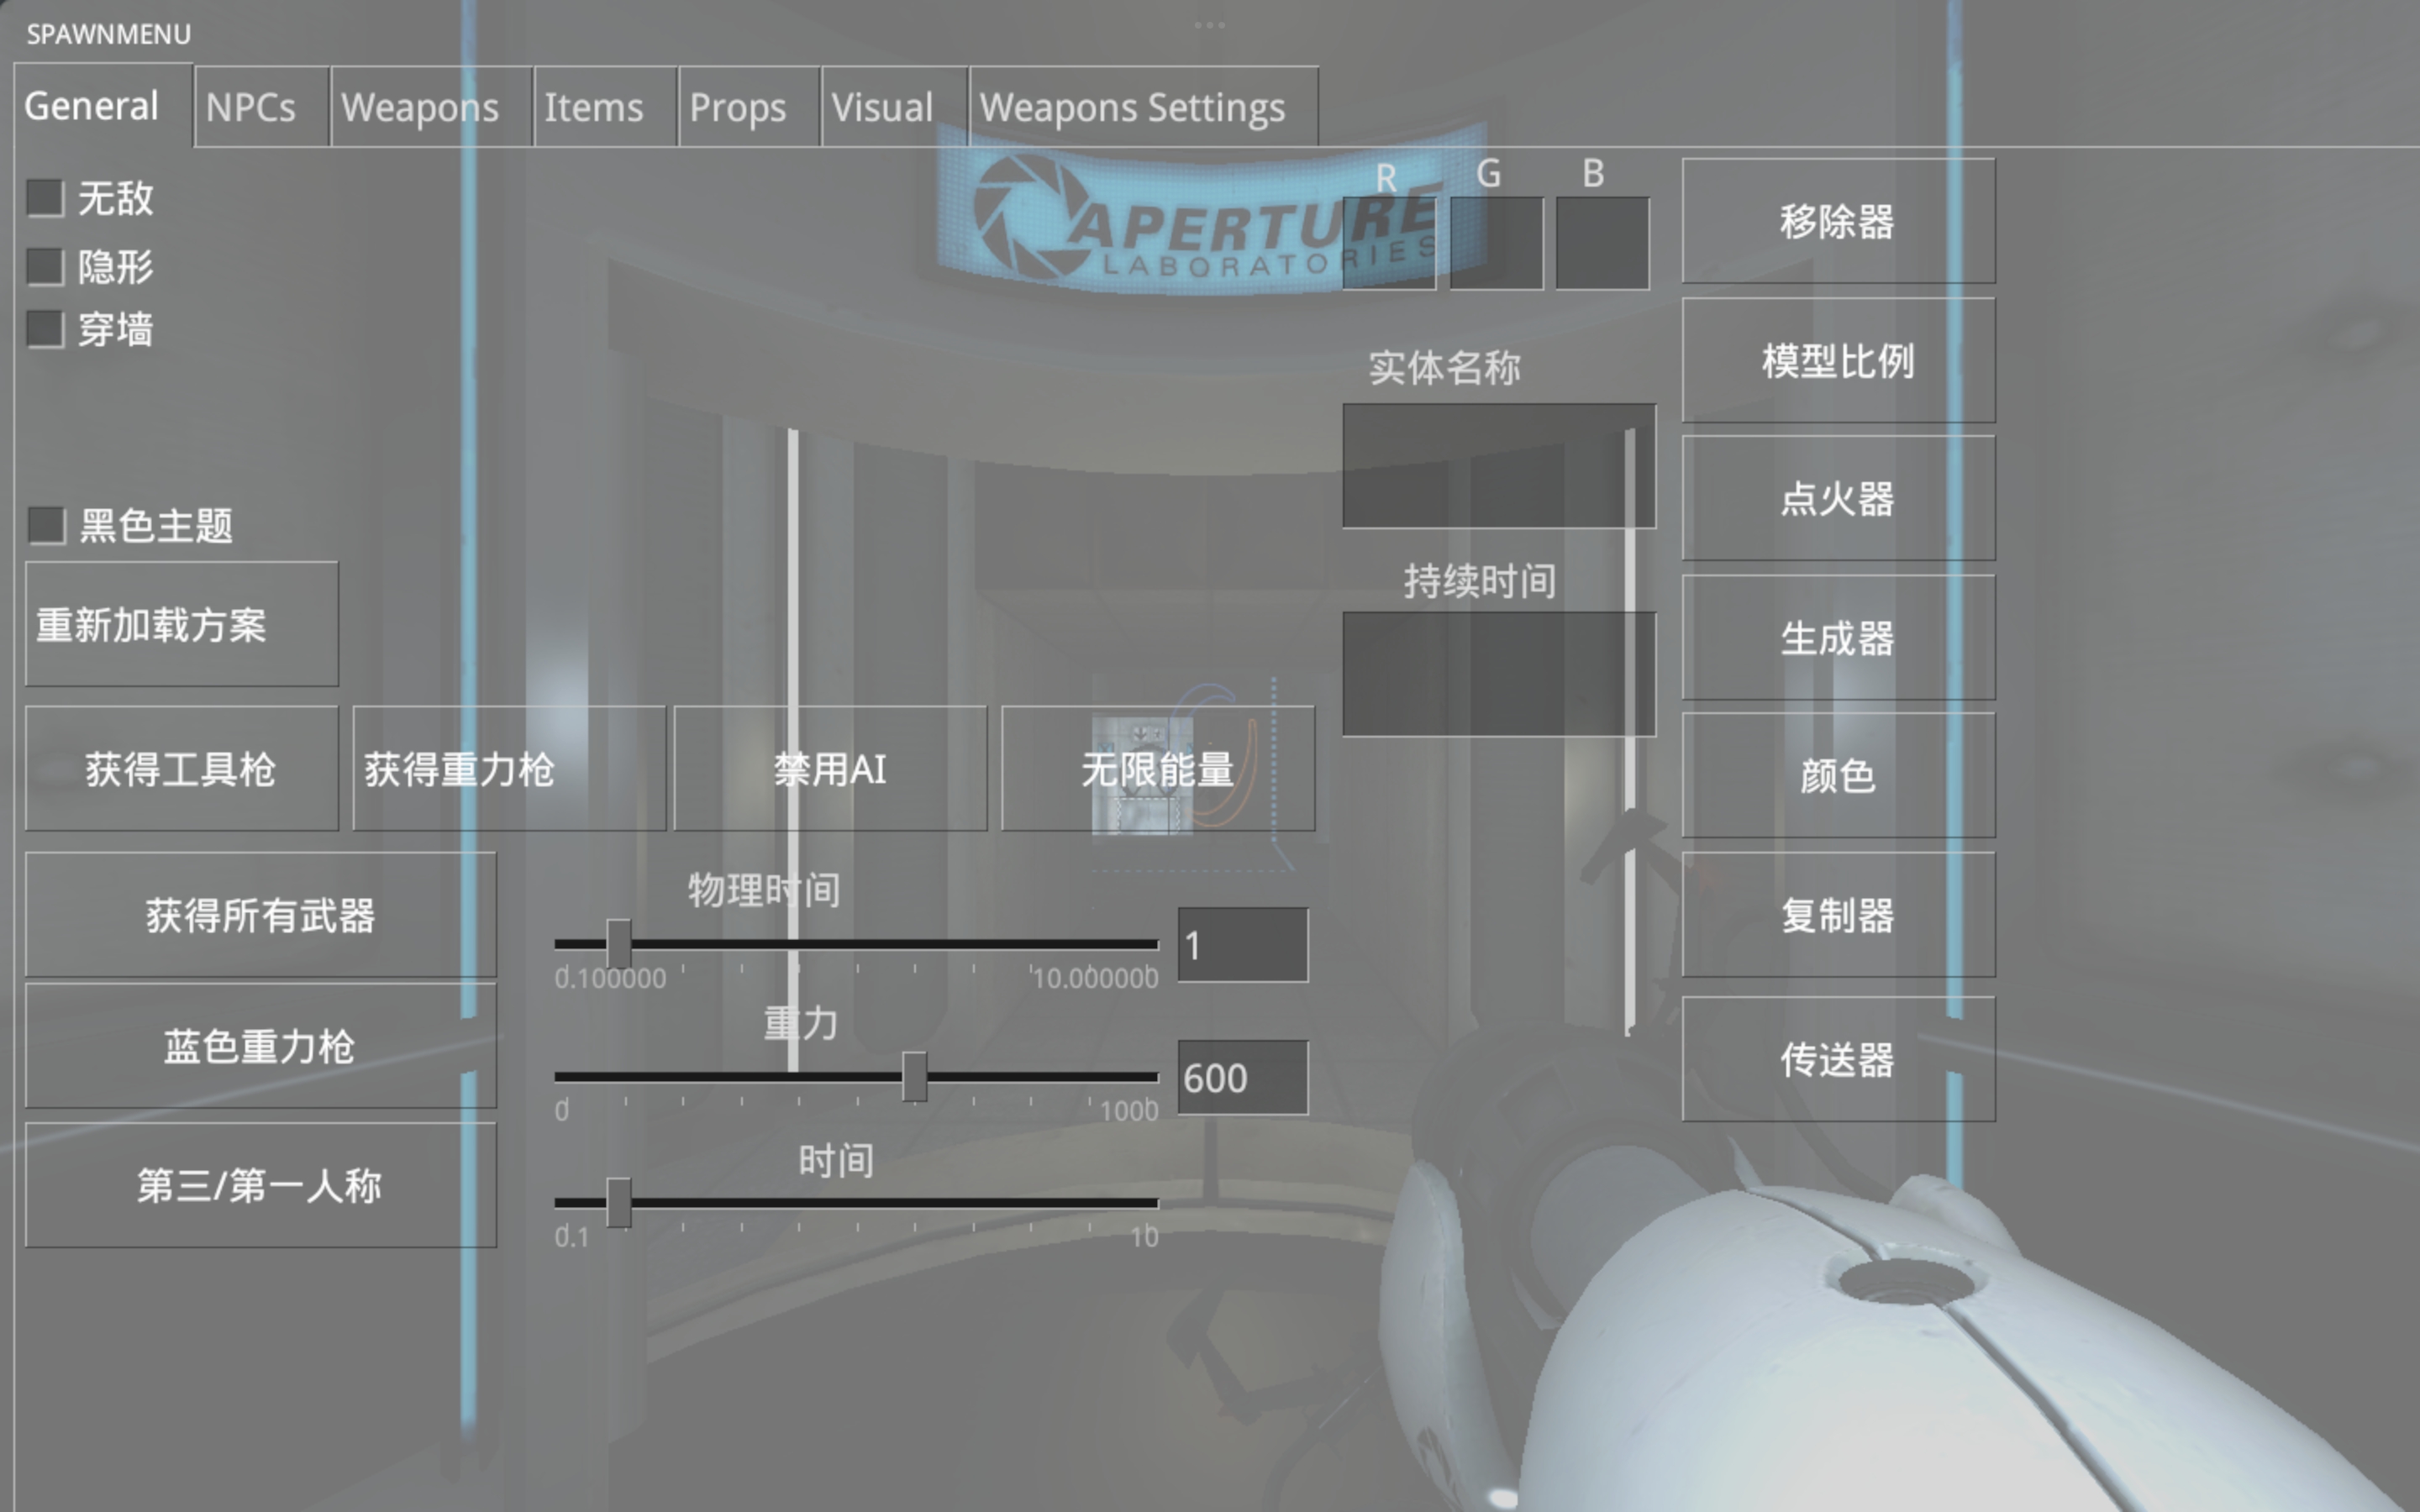 SPAWNMENU
General
NPCs
Weapons
Items
Props
Visual
Weapons Settings
无敌
隐形
穿墙
黑色主题
重新加载方案
获得工具枪
获得重力枪
禁用AI
无限能量
获得所有武器
蓝色重力枪
第三/第一人称
物理时间
0.100000
10.000000
1
重力
0
1000
600
时间
0.1
10
APERTURE
LABORATORIES
R
G
B
实体名称
持续时间
移除器
模型比例
点火器
生成器
颜色
复制器
传送器